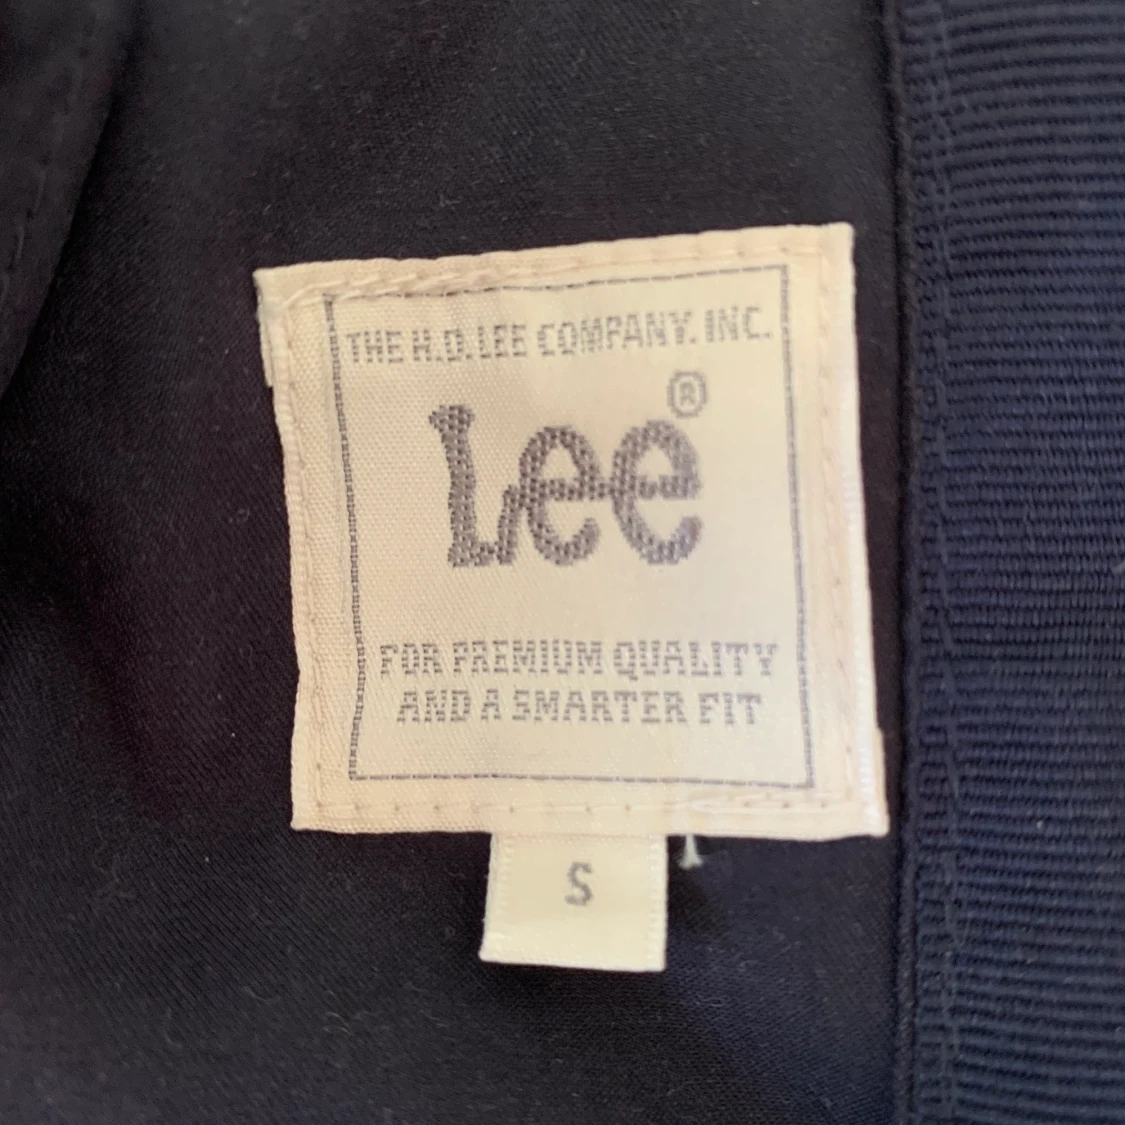 THE H.D. LEE COMPANY. INC.
Lee®
FOR PREMIUM QUALITY
AND A SMARTER FIT
S